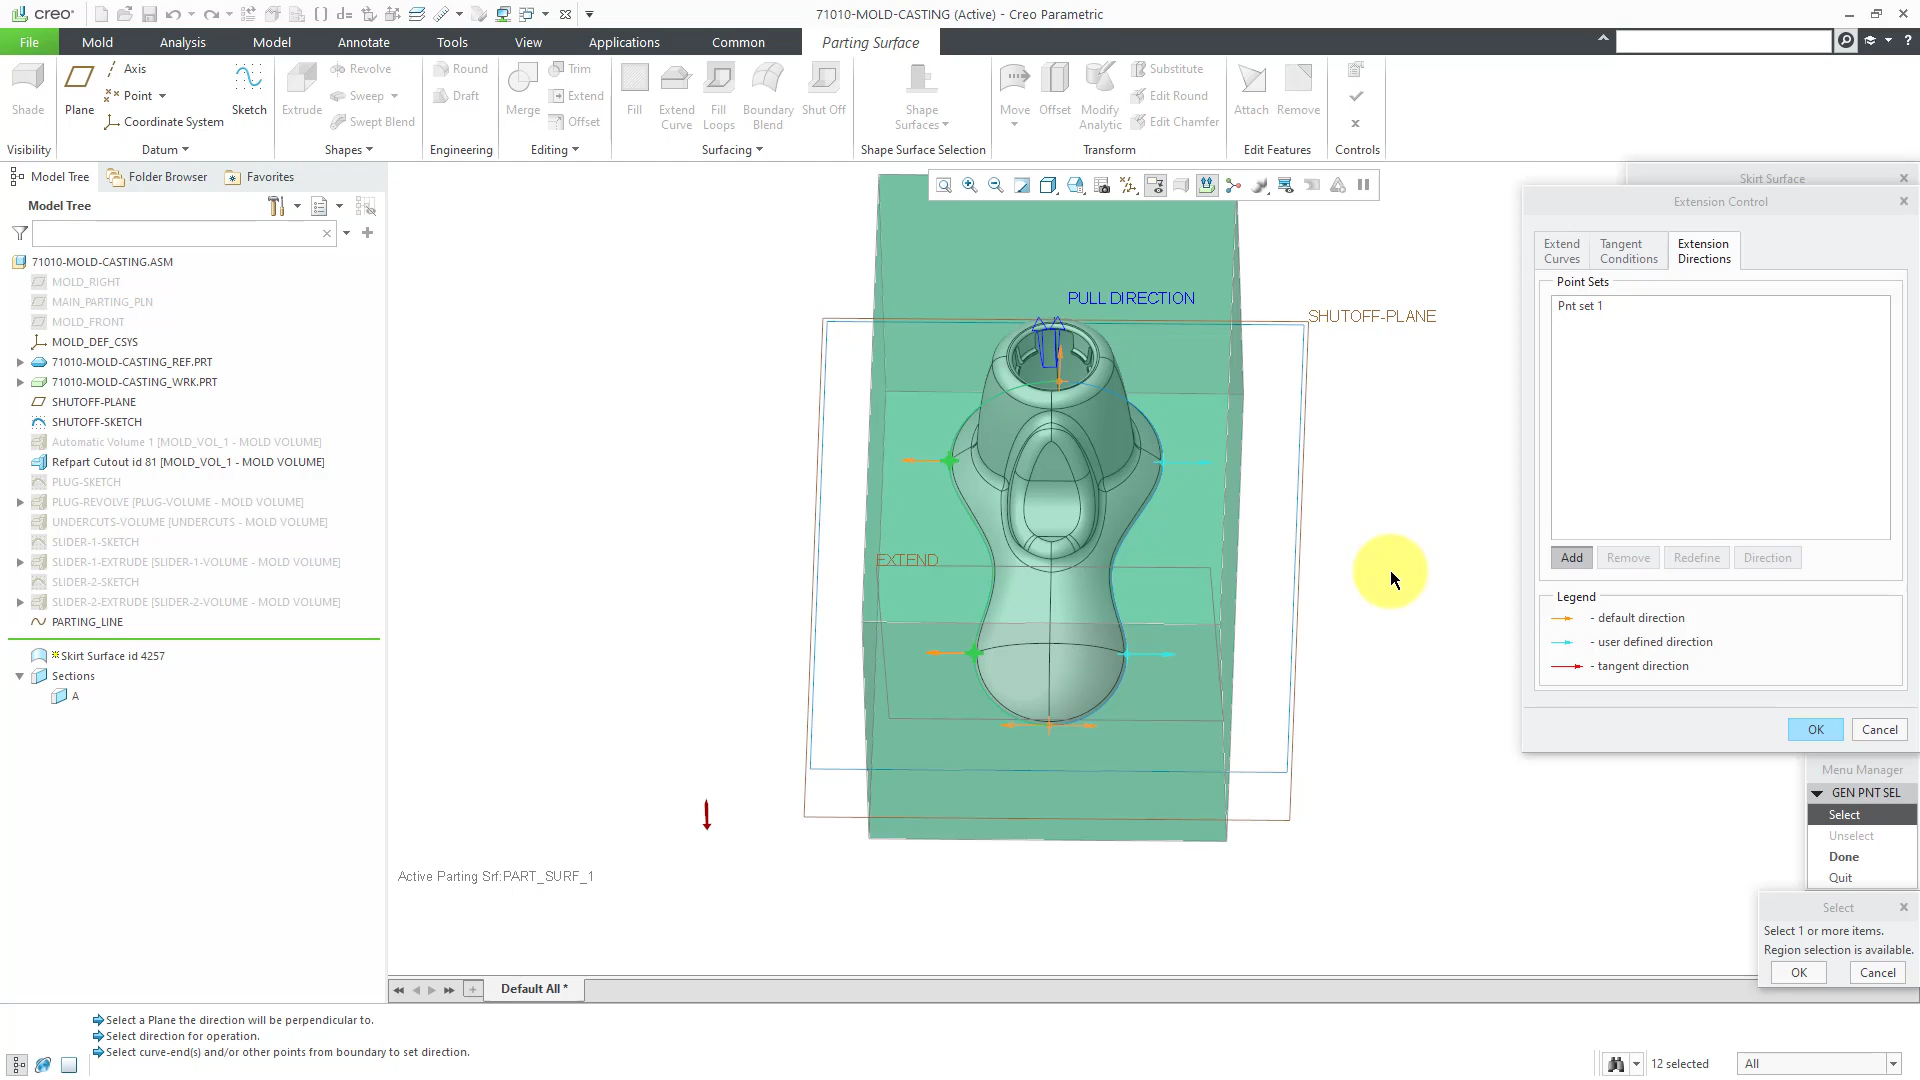 creo
71010-MOLD-CASTING (Active) - Creo Parametric
File Mold Analysis Model Annotate Tools View Applications Common Parting Surface
Shade
Visibility
Plane
Axis
Point
Coordinate System
Sketch
Datum
Extrude
Revolve
Sweep
Swept Blend
Shapes
Round
Draft
Engineering
Merge
Trim
Extend
Offset
Editing
Fill
Extend Curve
Fill Loops
Boundary Blend
Shut Off
Surfacing
Shape Surfaces
Shape Surface Selection
Move
Offset
Modify Analytic
Substitute
Edit Round
Edit Chamfer
Transform
Attach
Remove
Edit Features
Controls
Model Tree Folder Browser Favorites
Model Tree
71010-MOLD-CASTING.ASM
MOLD_RIGHT
MAIN_PARTING_PLN
MOLD_FRONT
MOLD_DEF_CSYS
71010-MOLD-CASTING_REF.PRT
71010-MOLD-CASTING_WRK.PRT
SHUTOFF-PLANE
SHUTOFF-SKETCH
Automatic Volume 1 [MOLD_VOL_1 - MOLD VOLUME]
Refpart Cutout id 81 [MOLD_VOL_1 - MOLD VOLUME]
PLUG-SKETCH
PLUG-REVOLVE [PLUG-VOLUME - MOLD VOLUME]
UNDERCUTS-VOLUME [UNDERCUTS - MOLD VOLUME]
SLIDER-1-SKETCH
SLIDER-1-EXTRUDE [SLIDER-1-VOLUME - MOLD VOLUME]
SLIDER-2-SKETCH
SLIDER-2-EXTRUDE [SLIDER-2-VOLUME - MOLD VOLUME]
PARTING_LINE
Skirt Surface id 4257
Sections
A
PULL DIRECTION
SHUTOFF-PLANE
EXTEND
Active Parting Srf:PART_SURF_1
Skirt Surface
Extension Control
Extend Curves
Tangent Conditions
Extension Directions
Point Sets
Pnt set 1
Add Remove Redefine Direction
Legend
- default direction
- user defined direction
- tangent direction
OK Cancel
Menu Manager
GEN PNT SEL
Select
Unselect
Done
Quit
Select
Select 1 or more items.
Region selection is available.
OK Cancel
Default All *
Select a Plane the direction will be perpendicular to.
Select direction for operation.
Select curve-end(s) and/or other points from boundary to set direction.
12 selected
All